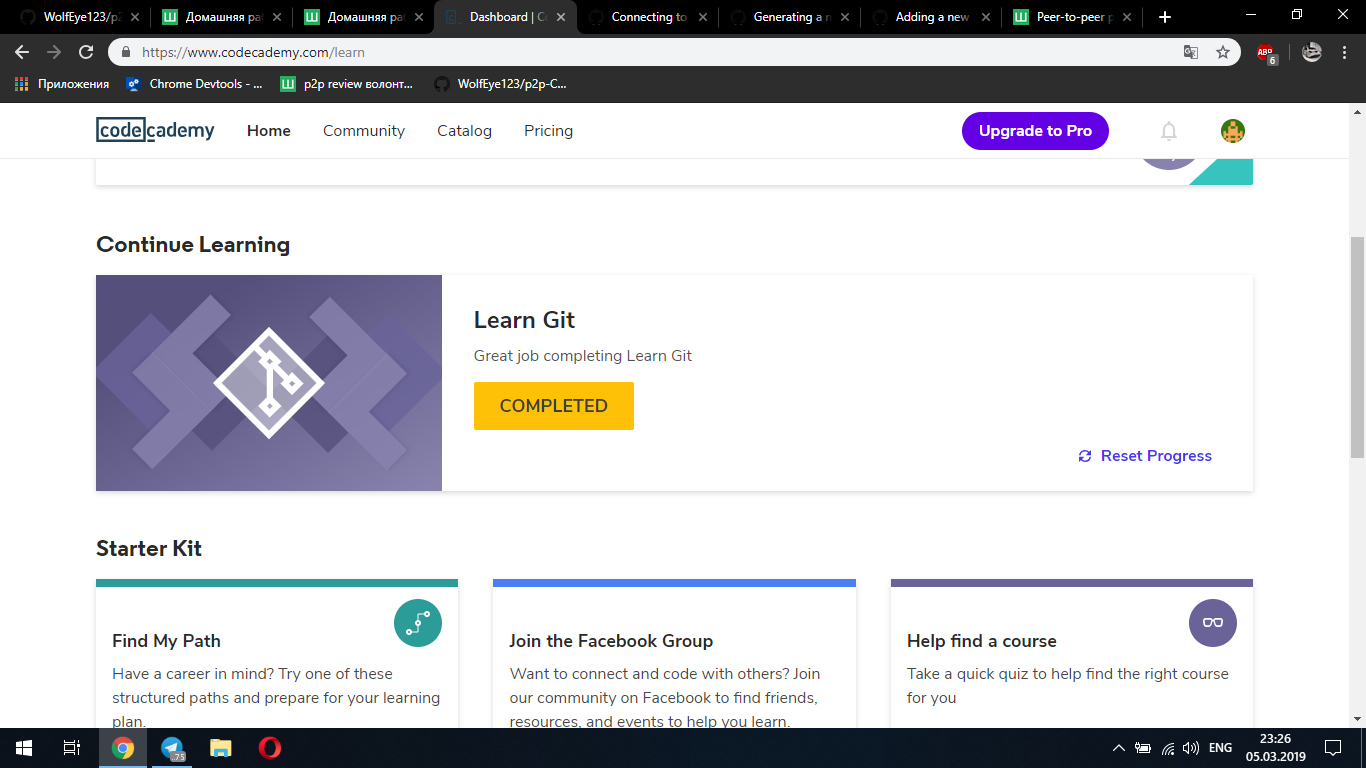 WolfEye123/p2
Домашняя ра
Домашняя ра
Dashboard | C
Connecting to
Generating a n
Adding a new
Peer-to-peer p
https://www.codecademy.com/learn
ABP
6
Приложения
Chrome Devtools - ...
p2p review волонт...
WolfEye123/p2p-C...
codecademy
Home
Community
Catalog
Pricing
Upgrade to Pro
Continue Learning
Learn Git
Great job completing Learn Git
COMPLETED
Reset Progress
Starter Kit
Find My Path
Have a career in mind? Try one of these
structured paths and prepare for your learning
plan.
Join the Facebook Group
Want to connect and code with others? Join
our community on Facebook to find friends,
resources, and events to help you learn.
Help find a course
Take a quick quiz to help find the right course
for you
.75
ENG
23:26
05.03.2019